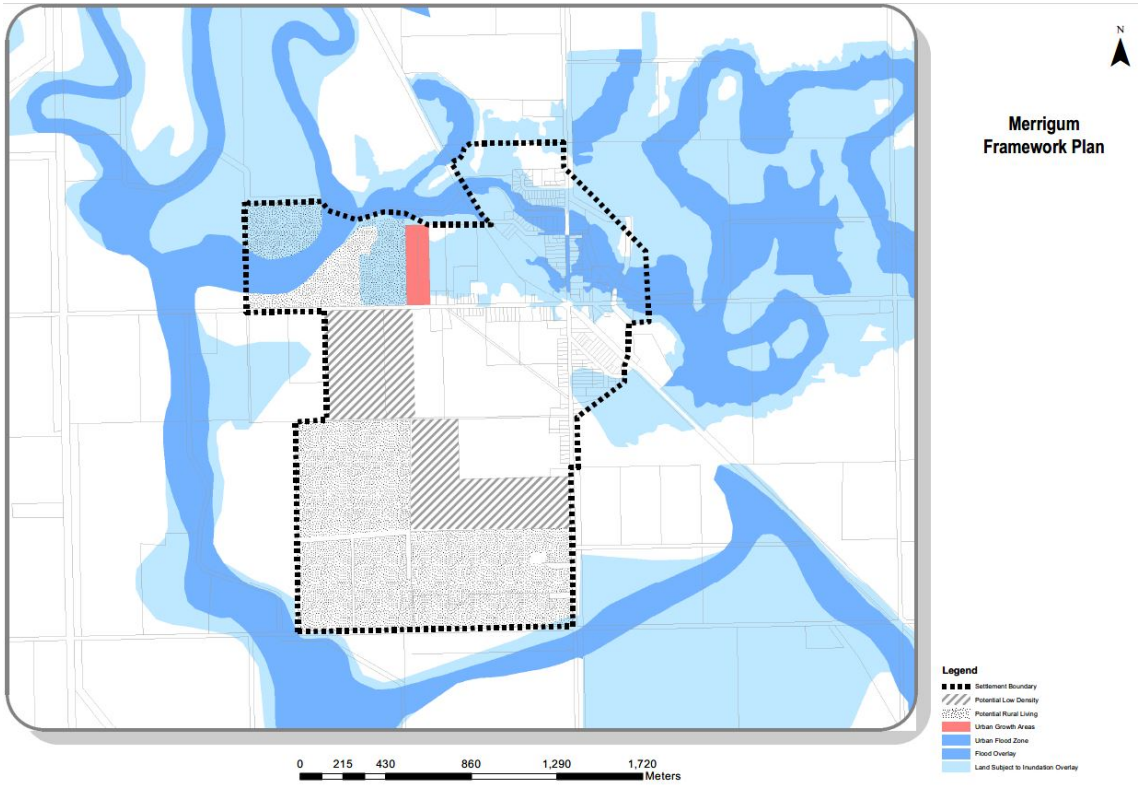 N
Merrigum
Framework Plan
Legend
Settlement Boundary
Potential Low Density
Potential Rural Living
Urban Growth Areas
Urban Flood Zone
Flood Overlay
Land Subject to Inundation Overlay
0 215 430 860 1,290 1,720
Meters